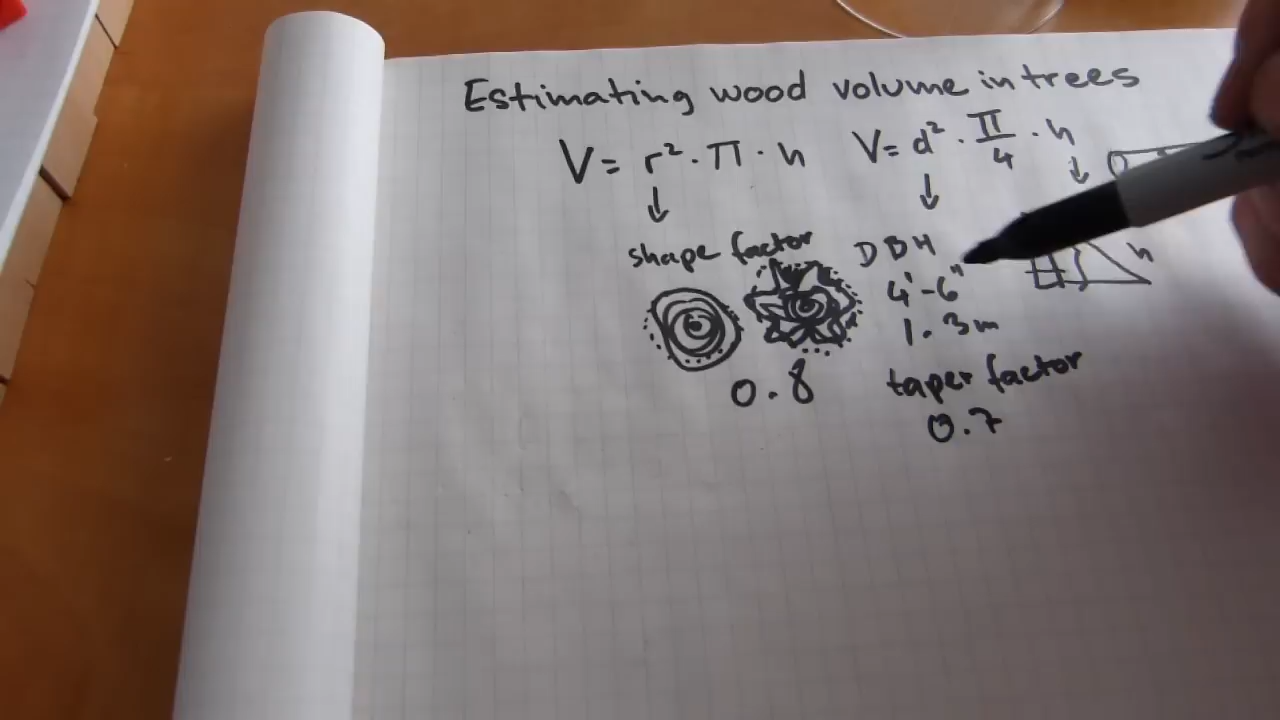 Estimating wood volume in trees
V = r² · π · h
V = d² · π/4 · h
shape factor
0.8
DBH
4'-6"
1.3m
taper factor
0.7
h